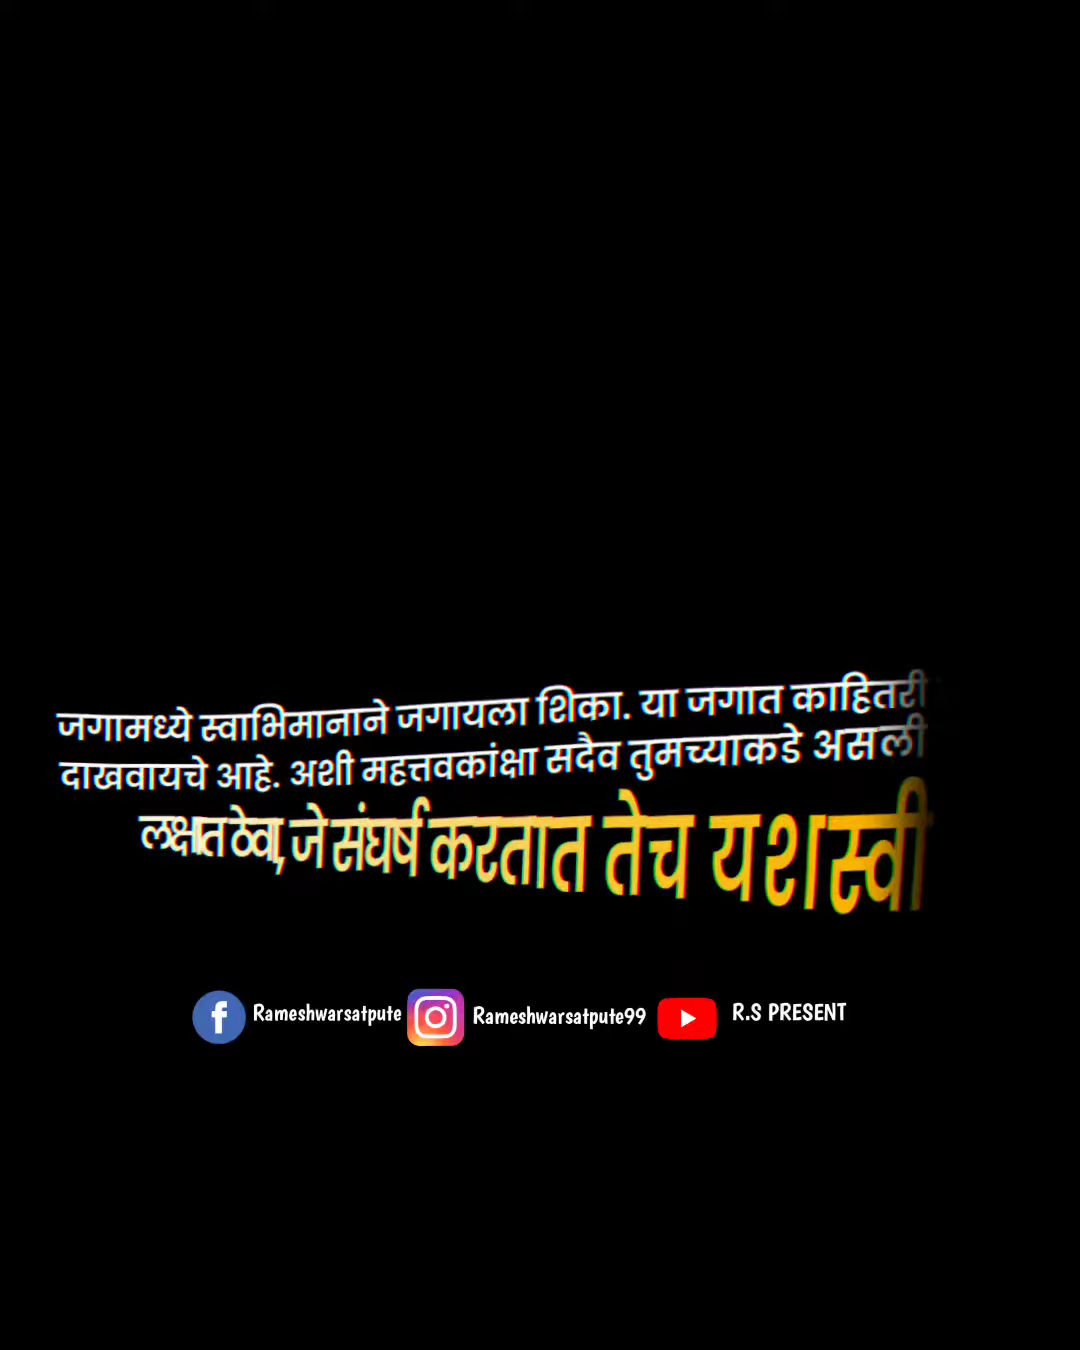 जगामध्ये स्वाभिमानाने जगायला शिका. या जगात काहितरी
दाखवायचे आहे. अशी महत्तवकांक्षा सदैव तुमच्याकडे असली
लक्षात ठेवा, जे संघर्ष करतात तेच यशस्वी
Rameshwarsatpute Rameshwarsatpute99 R.S PRESENT